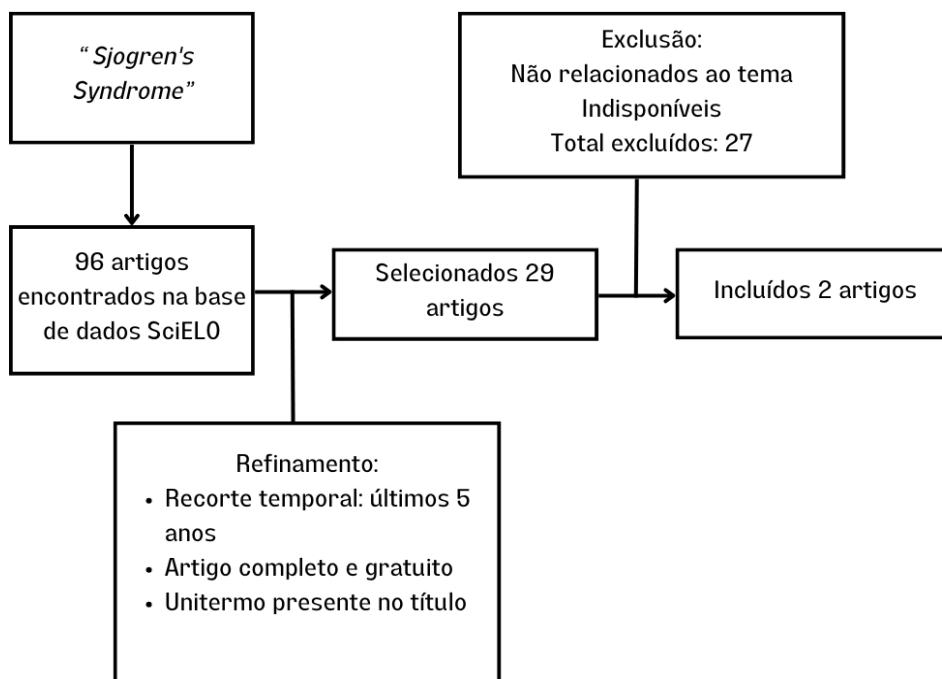 “ Sjogren's
Syndrome”
Exclusão:
Não relacionados ao tema
Indisponíveis
Total excluídos: 27
96 artigos
encontrados na base
de dados SciELO
Selecionados 29
artigos
Incluídos 2 artigos
Refinamento:
• Recorte temporal: últimos 5
anos
• Artigo completo e gratuito
• Unitermo presente no título